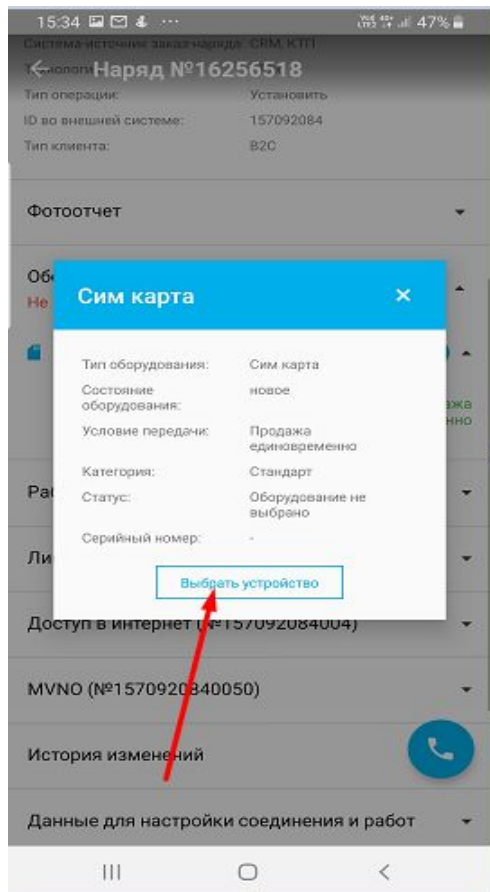 15:34
47%
Система-источник заказ-наряда: CRM, КТП
Наряд №16256518
Тип операции: Установить
ID во внешней системе: 157092084
Тип клиента: B2C
Фотоотчет
Не
Сим карта
Тип оборудования: Сим карта
Состояние новое
оборудования:
Условие передачи: Продажа
единовременно
Категория: Стандарт
Статус: Оборудование не
выбрано
Серийный номер: -
Выбрать устройство
Доступ в интернет (№157092084004)
MVNO (№1570920840050)
История изменений
Данные для настройки соединения и работ